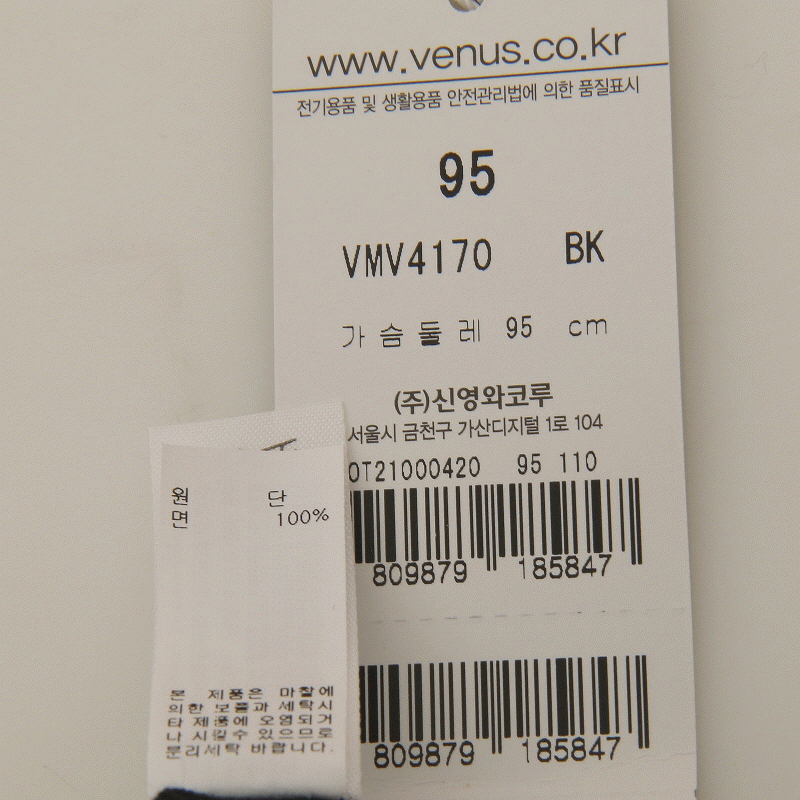 www.venus.co.kr
전기용품 및 생활용품 안전관리법에 의한 품질표시
95
VMV4170 BK
가슴둘레 95 cm
(주)신영와코루
서울시 금천구 가산디지털 1로 104
0T21000420 95 110
809879 185847
원 단
면 100%
본 제품은 마찰에
의한 보풀과 세탁시
타 제품에 오염되거
나 시킬수 있으므로
분리세탁 바랍니다.
809879 185847